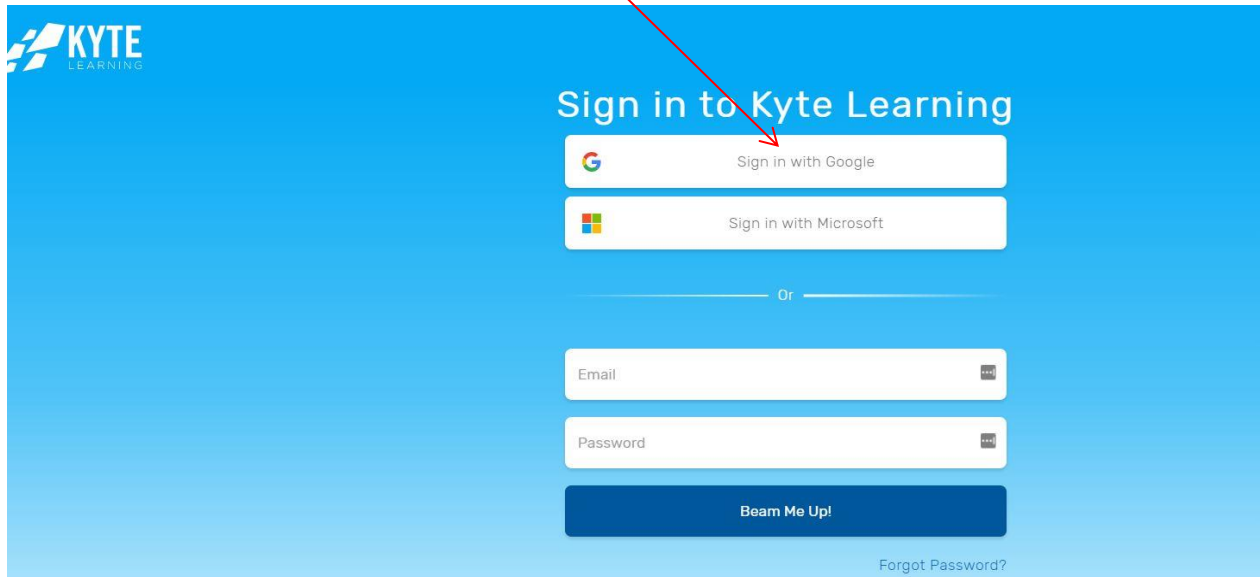 KYTE
LEARNING
Sign in to Kyte Learning
Sign in with Google
Sign in with Microsoft
Or
Email
Password
Beam Me Up!
Forgot Password?